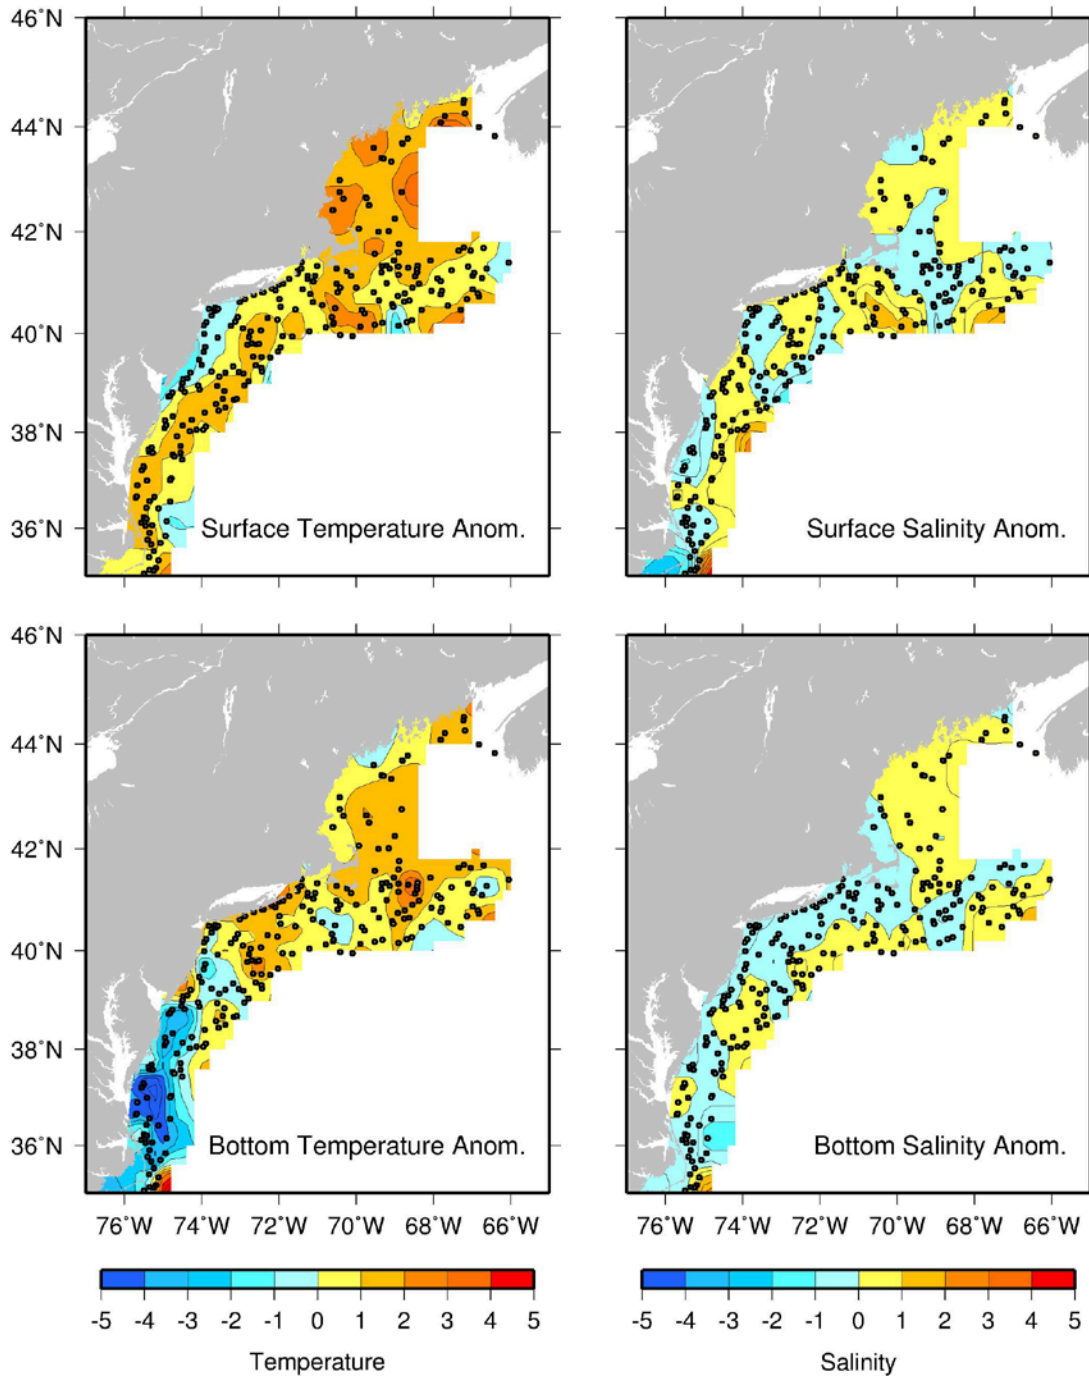 46°N
44°N
42°N
40°N
38°N
36°N
Surface Temperature Anom.
Surface Salinity Anom.
46°N
44°N
42°N
40°N
38°N
36°N
Bottom Temperature Anom.
Bottom Salinity Anom.
76°W 74°W 72°W 70°W 68°W 66°W
76°W 74°W 72°W 70°W 68°W 66°W
-5 -4 -3 -2 -1 0 1 2 3 4 5
Temperature
-5 -4 -3 -2 -1 0 1 2 3 4 5
Salinity